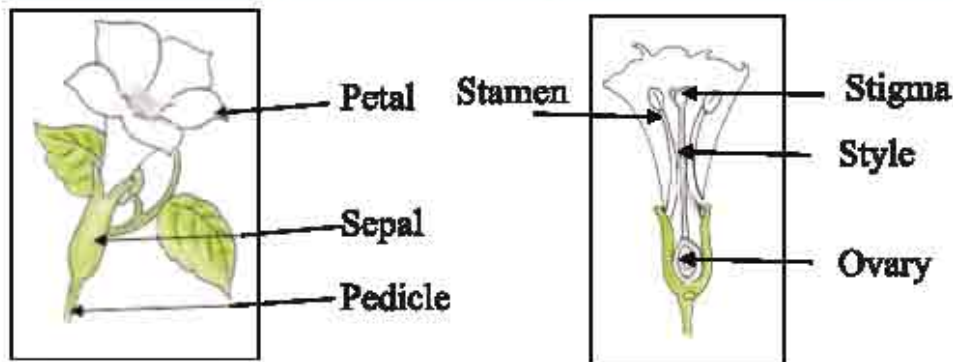 Petal
Sepal
Pedicle
Stamen
Stigma
Style
Ovary